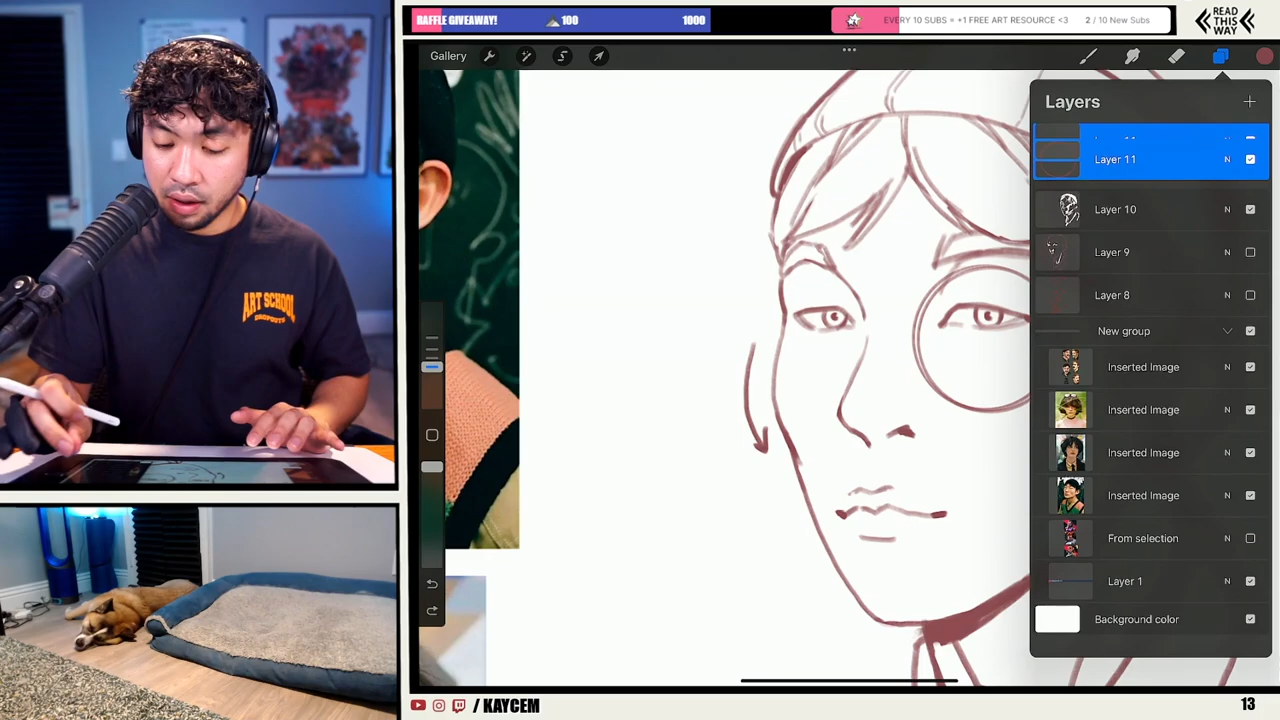 RAFFLE GIVEAWAY! 100 1000
EVERY 10 SUBS = +1 FREE ART RESOURCE <3 2 / 10 New Subs
READ
THIS
WAY
Gallery
Layers
Layer 11
Layer 10 N
Layer 9 N
Layer 8 N
New group
Inserted Image N
Inserted Image N
Inserted Image N
Inserted Image N
From selection N
Layer 1 N
Background color
ART SCHOOL
DROPOUTS
/ KAYCEM
13